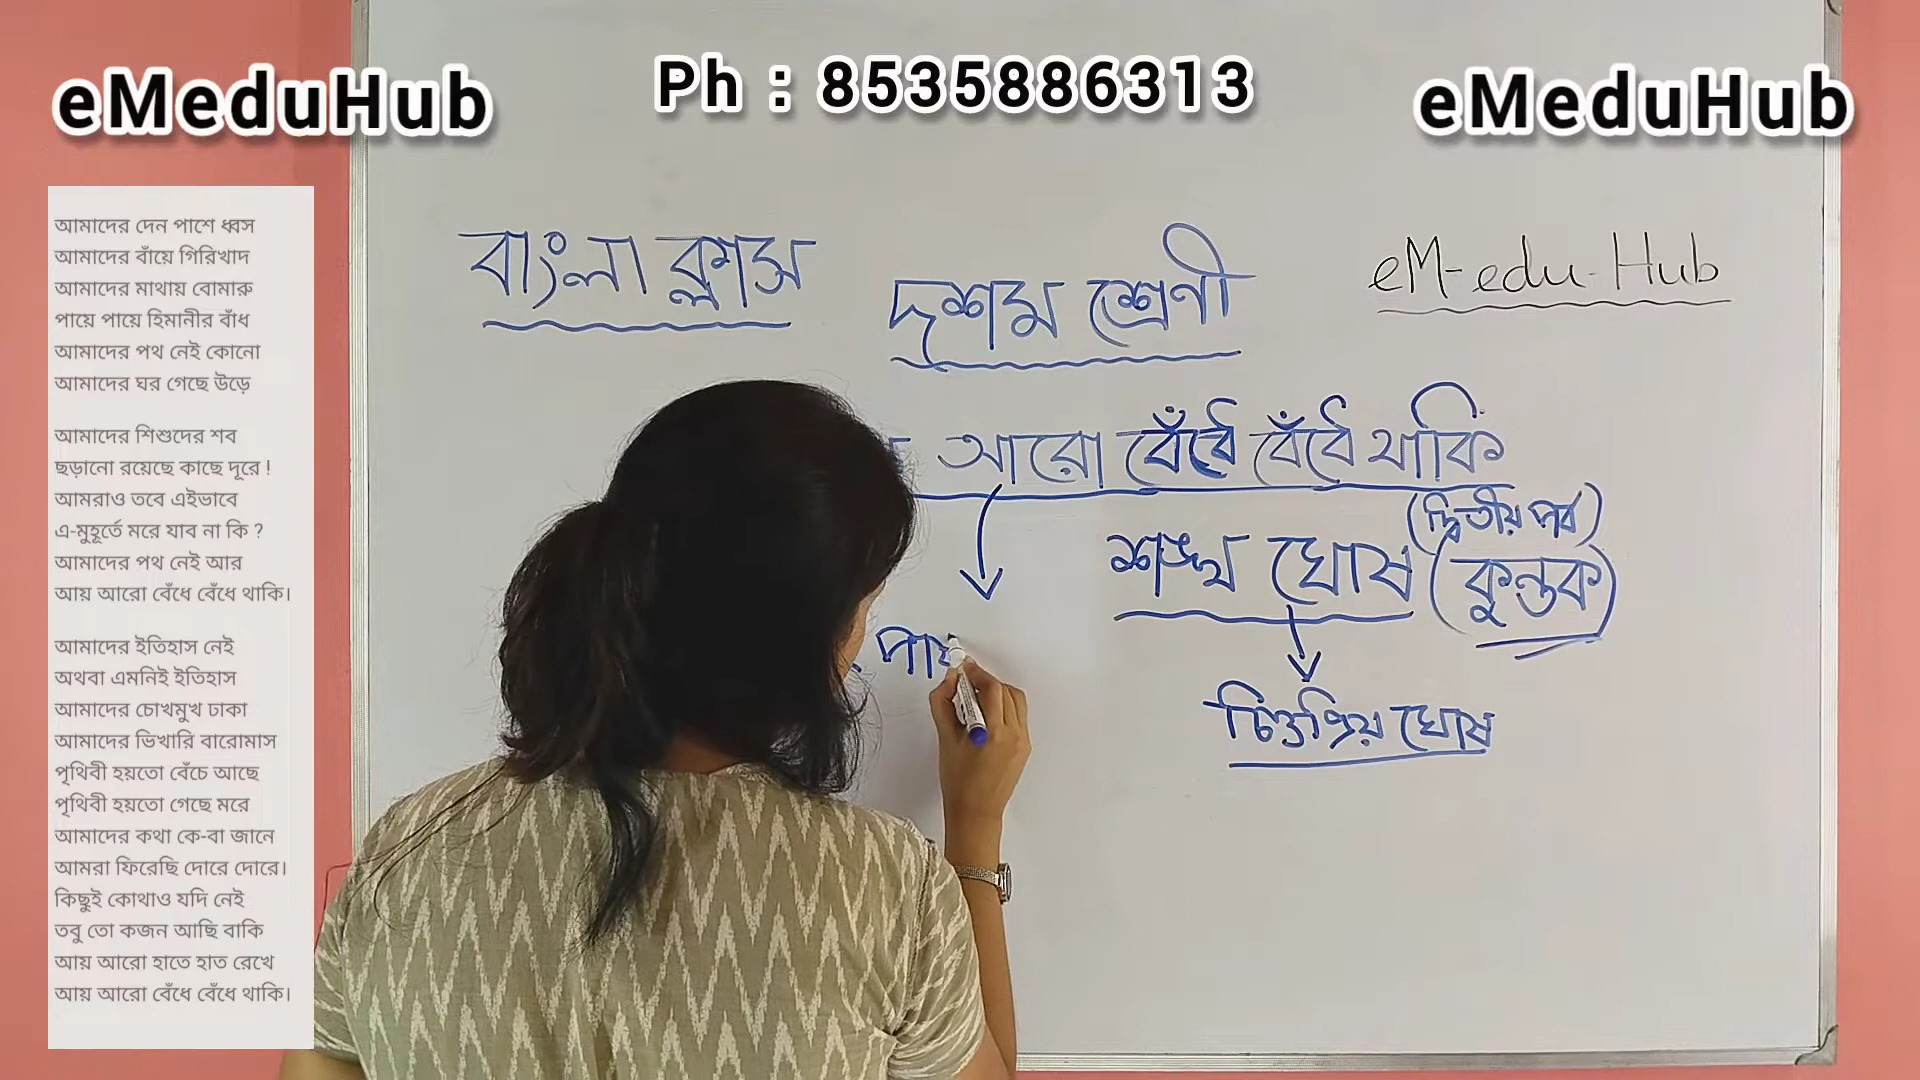 eMeduHub
Ph : 8535886313
eMeduHub
আমাদের দেন পাশে ধ্বস
আমাদের বাঁয়ে গিরিখাদ
আমাদের মাথায় বোমারু
পায়ে পায়ে হিমানীর বাঁধ
আমাদের পথ নেই কোনো
আমাদের ঘর গেছে উড়ে
আমাদের শিশুদের শব
ছড়ানো রয়েছে কাছে দূরে !
আমরাও তবে এইভাবে
এ-মুহূর্তে মরে যাব না কি ?
আমাদের পথ নেই আর
আয় আরো বেঁধে বেঁধে থাকি।
আমাদের ইতিহাস নেই
অথবা এমনিই ইতিহাস
আমাদের চোখমুখ ঢাকা
আমাদের ভিখারি বারোমাস
পৃথিবী হয়তো বেঁচে আছে
পৃথিবী হয়তো গেছে মরে
আমাদের কথা কে-বা জানে
আমরা ফিরেছি দোরে দোরে।
কিছুই কোথাও যদি নেই
তবু তো কজন আছি বাকি
আয় আরো হাতে হাত রেখে
আয় আরো বেঁধে বেঁধে থাকি।
বাংলা ক্লাস
দশম শ্রেণী
eM-edu-Hub
আরো বেঁধে বেঁধে থাকি
(দ্বিতীয় পর্ব)
শঙ্খ ঘোষ (কুন্তক)
চিত্তপ্রিয় ঘোষ